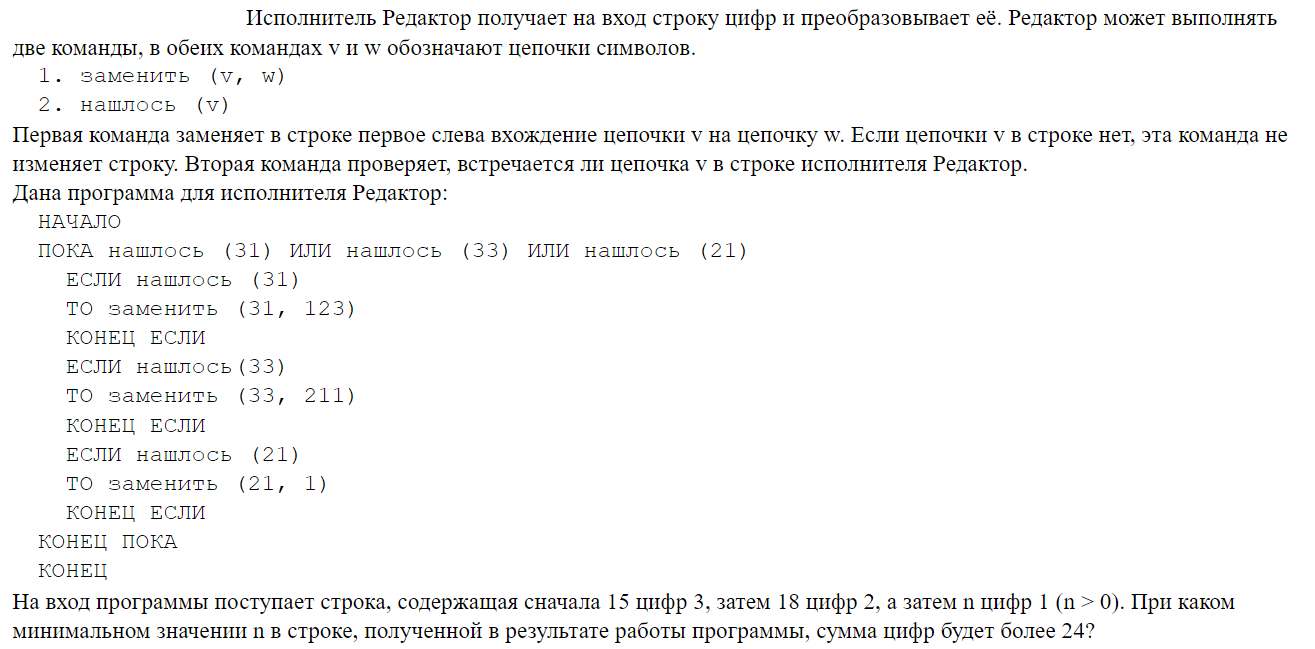 Исполнитель Редактор получает на вход строку цифр и преобразовывает её. Редактор может выполнять
две команды, в обеих командах v и w обозначают цепочки символов.
1. заменить (v, w)
2. нашлось (v)
Первая команда заменяет в строке первое слева вхождение цепочки v на цепочку w. Если цепочки v в строке нет, эта команда не
изменяет строку. Вторая команда проверяет, встречается ли цепочка v в строке исполнителя Редактор.
Дана программа для исполнителя Редактор:
НАЧАЛО
ПОКА нашлось (31) ИЛИ нашлось (33) ИЛИ нашлось (21)
ЕСЛИ нашлось (31)
ТО заменить (31, 123)
КОНЕЦ ЕСЛИ
ЕСЛИ нашлось(33)
ТО заменить (33, 211)
КОНЕЦ ЕСЛИ
ЕСЛИ нашлось (21)
ТО заменить (21, 1)
КОНЕЦ ЕСЛИ
КОНЕЦ ПОКА
КОНЕЦ
На вход программы поступает строка, содержащая сначала 15 цифр 3, затем 18 цифр 2, а затем n цифр 1 (n > 0). При каком
минимальном значении n в строке, полученной в результате работы программы, сумма цифр будет более 24?